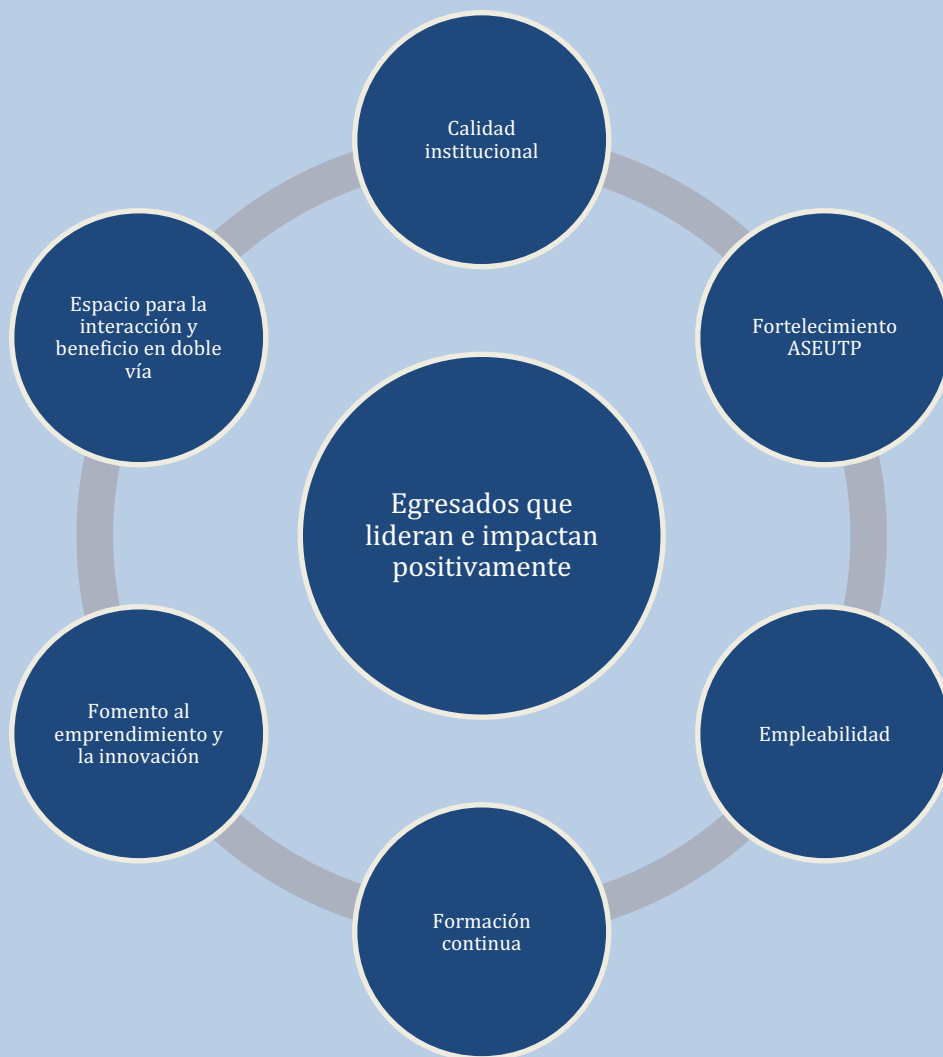 Calidad
institucional
Fortelecimiento
ASEUTP
Empleabilidad
Formación
continua
Fomento al
emprendimiento y
la innovación
Espacio para la
interacción y
beneficio en doble
vía
Egresados que
lideran e impactan
positivamente